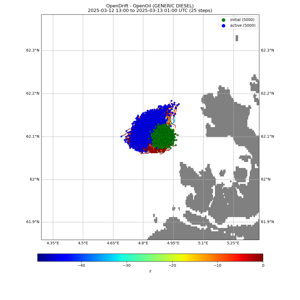 OpenDrift - OpenOil (GENERIC DIESEL)
2025-03-12 13:00 to 2025-03-13 01:00 UTC (25 steps)
initial (5000)
active (5000)
62.3°N 62.3°N
62.2°N 62.2°N
62.1°N 62.1°N
62°N 62°N
61.9°N 61.9°N
4.35°E 4.5°E 4.65°E 4.8°E 4.95°E 5.1°E 5.25°E
−40 −30 −20 −10 0
z